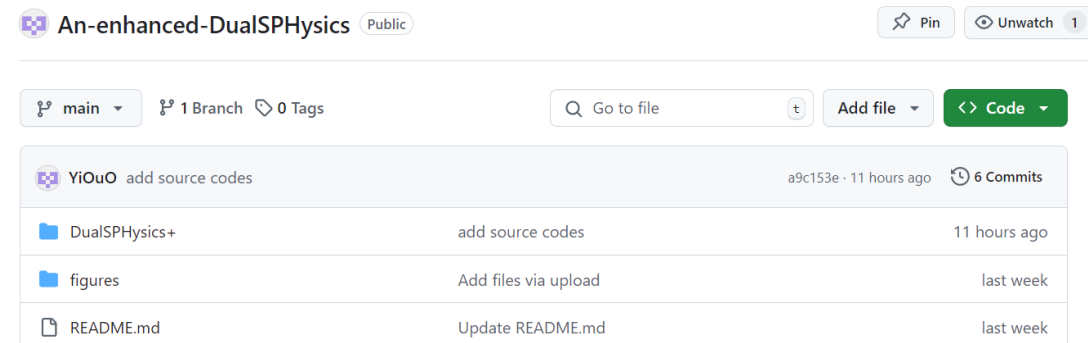 An-enhanced-DualSPHysics Public Pin Unwatch 1
main 1 Branch 0 Tags Go to file t Add file Code
YiOuO add source codes a9c153e · 11 hours ago 6 Commits
DualSPHysics+ add source codes 11 hours ago
figures Add files via upload last week
README.md Update README.md last week